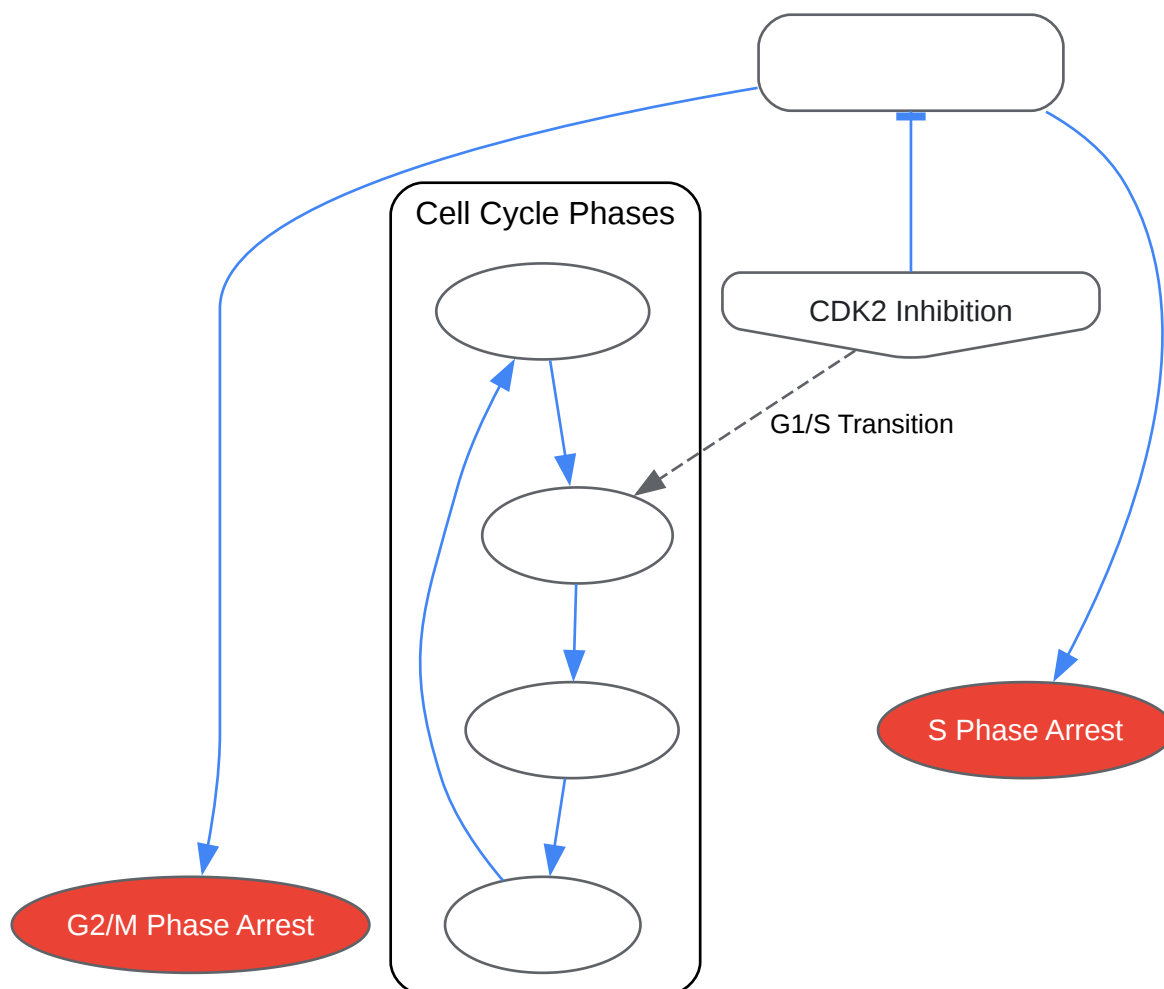 Cell Cycle Phases
CDK2 Inhibition
G1/S Transition
S Phase Arrest
G2/M Phase Arrest